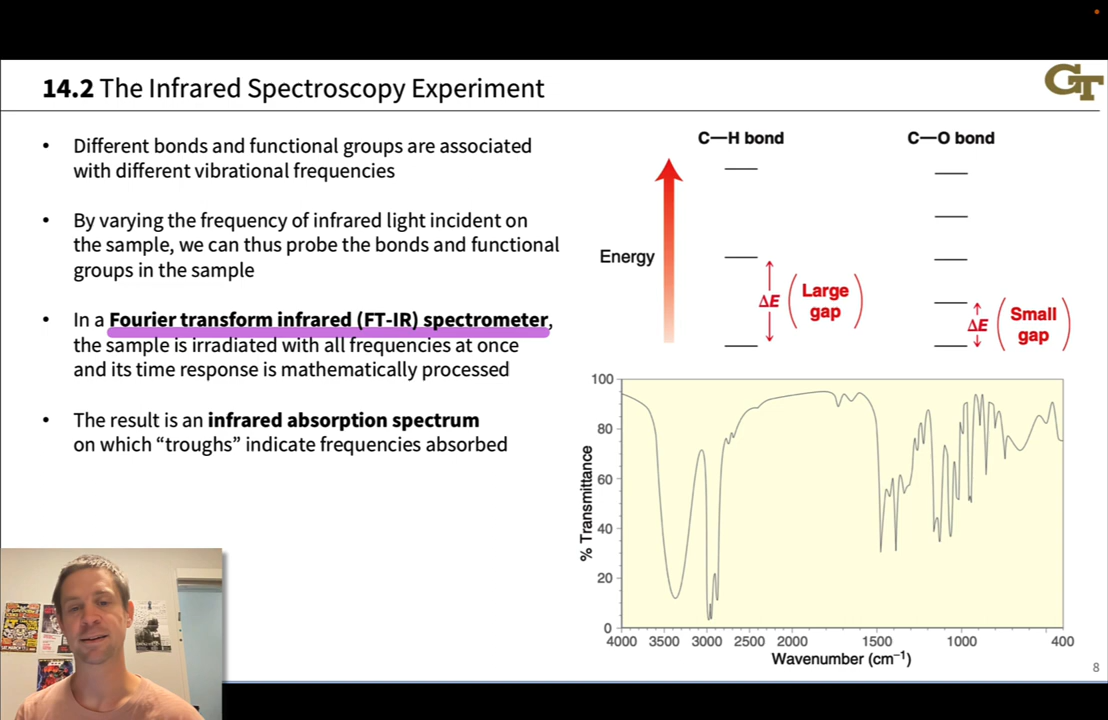 14.2 The Infrared Spectroscopy Experiment
GT
• Different bonds and functional groups are associated
with different vibrational frequencies
• By varying the frequency of infrared light incident on
the sample, we can thus probe the bonds and functional
groups in the sample
• In a Fourier transform infrared (FT-IR) spectrometer,
the sample is irradiated with all frequencies at once
and its time response is mathematically processed
• The result is an infrared absorption spectrum
on which “troughs” indicate frequencies absorbed
C—H bond
C—O bond
Energy
ΔE
Large
gap
ΔE
Small
gap
% Transmittance
100
80
60
40
20
0
4000 3500 3000 2500 2000 1500 1000 400
Wavenumber (cm⁻¹)
8